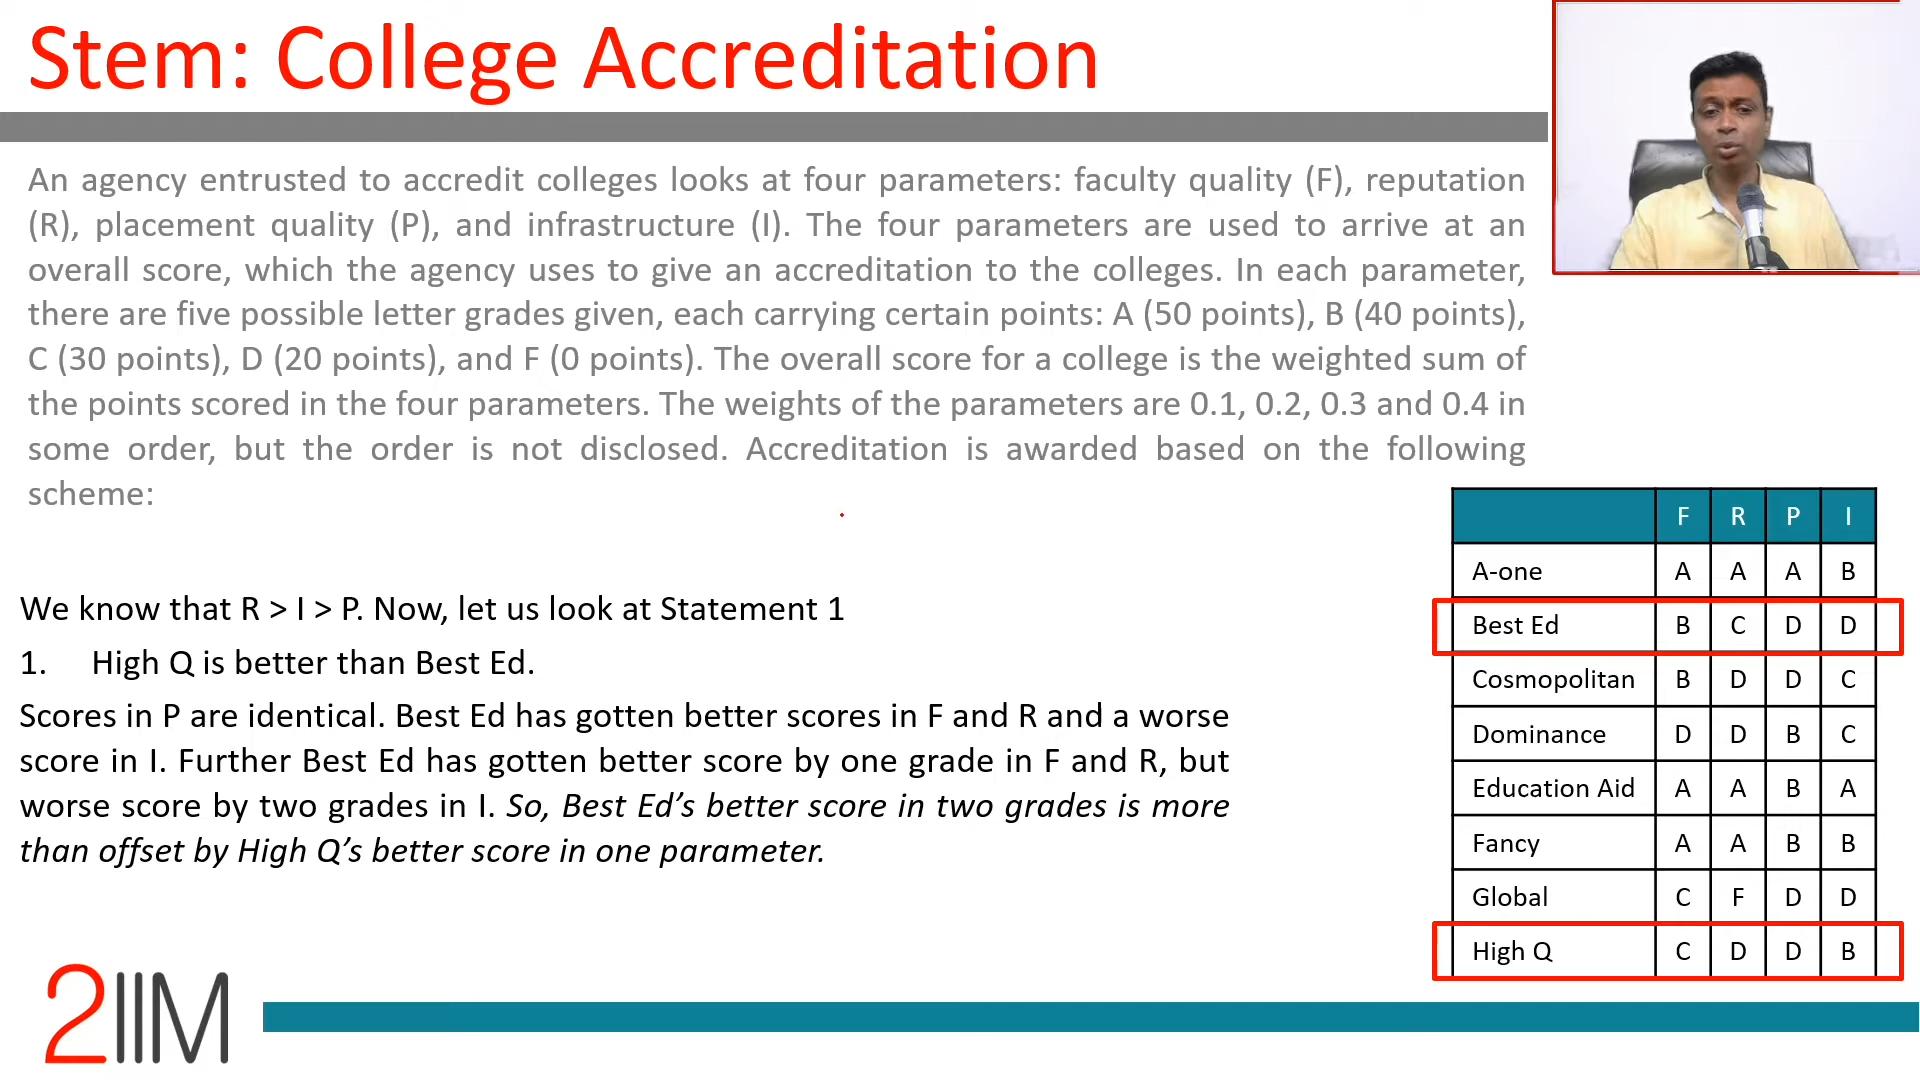 Stem: College Accreditation
An agency entrusted to accredit colleges looks at four parameters: faculty quality (F), reputation
(R), placement quality (P), and infrastructure (I). The four parameters are used to arrive at an
overall score, which the agency uses to give an accreditation to the colleges. In each parameter,
there are five possible letter grades given, each carrying certain points: A (50 points), B (40 points),
C (30 points), D (20 points), and F (0 points). The overall score for a college is the weighted sum of
the points scored in the four parameters. The weights of the parameters are 0.1, 0.2, 0.3 and 0.4 in
some order, but the order is not disclosed. Accreditation is awarded based on the following
scheme:
We know that R > I > P. Now, let us look at Statement 1
1. High Q is better than Best Ed.
Scores in P are identical. Best Ed has gotten better scores in F and R and a worse
score in I. Further Best Ed has gotten better score by one grade in F and R, but
worse score by two grades in I. So, Best Ed’s better score in two grades is more
than offset by High Q’s better score in one parameter.
F R P I
A-one A A A B
Best Ed B C D D
Cosmopolitan B D D C
Dominance D D B C
Education Aid A A B A
Fancy A A B B
Global C F D D
High Q C D D B
2IIM